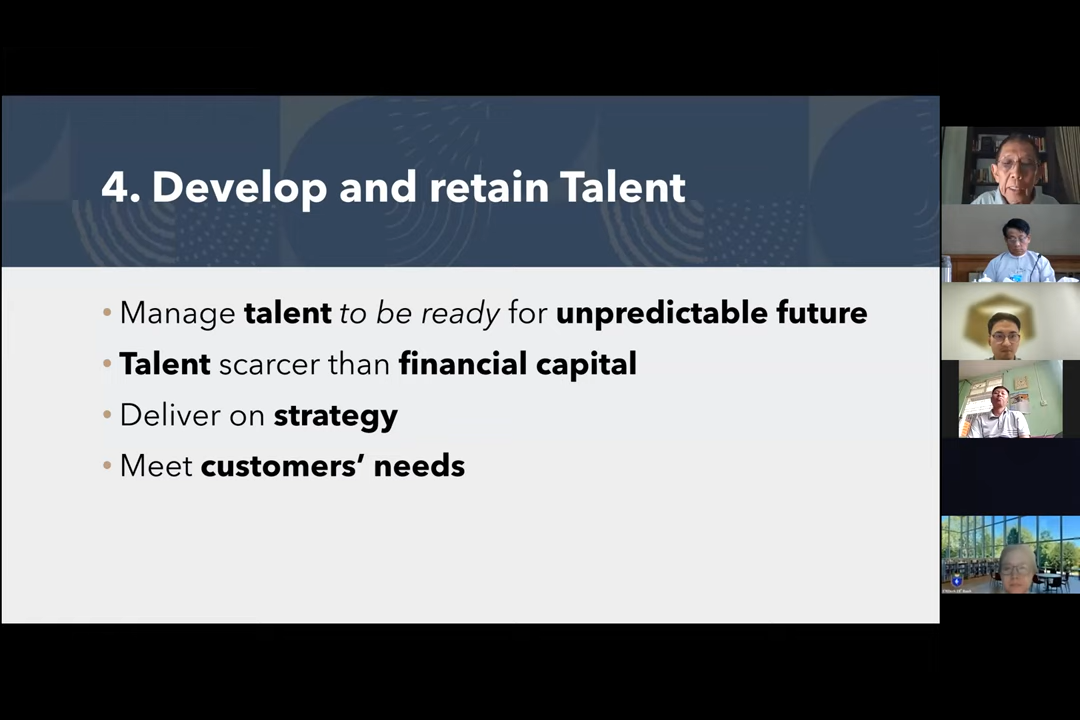 4. Develop and retain Talent
• Manage talent to be ready for unpredictable future
• Talent scarcer than financial capital
• Deliver on strategy
• Meet customers’ needs